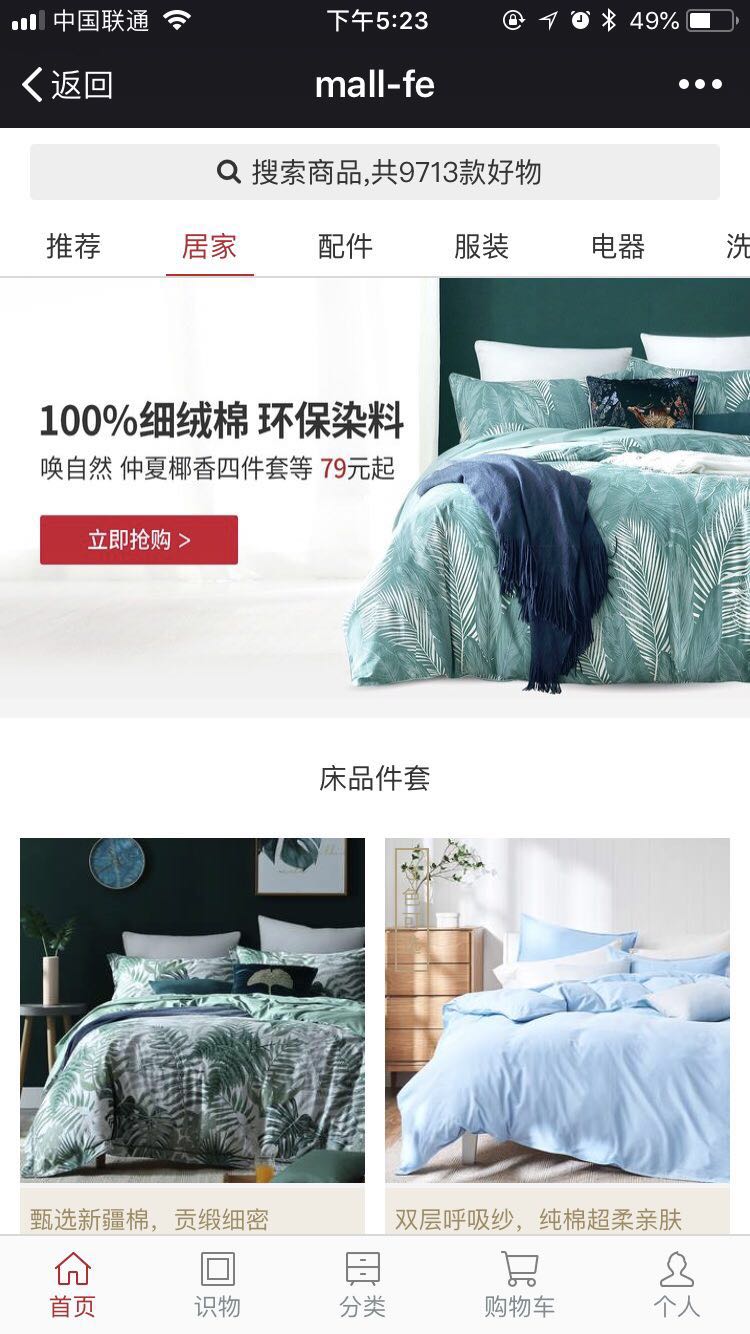 中国联通 下午5:23 49%
返回 mall-fe
搜索商品,共9713款好物
推荐 居家 配件 服装 电器 洗
100%细绒棉 环保染料
唤自然 仲夏椰香四件套等 79元起
立即抢购 >
床品件套
甄选新疆棉，贡缎细密
双层呼吸纱，纯棉超柔亲肤
首页 识物 分类 购物车 个人